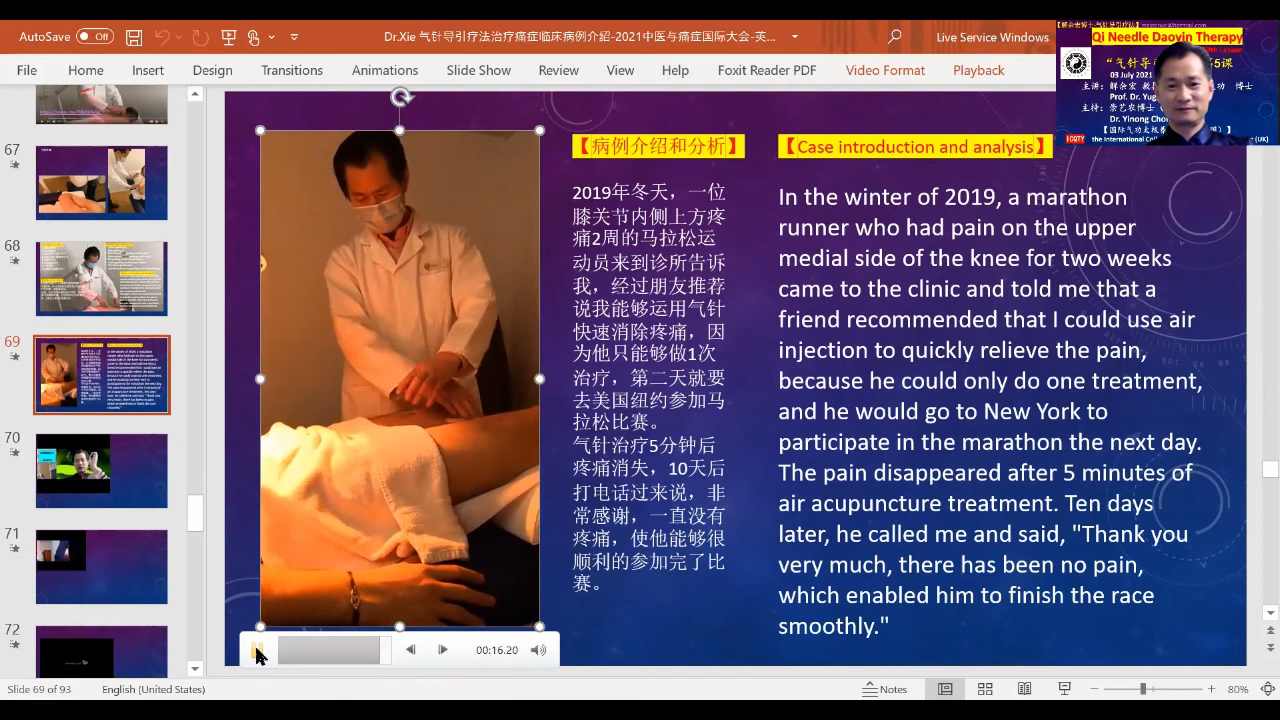 AutoSave
Off
Dr.Xie 气针导引疗法治疗痛症临床病例介绍-2021中医与痛症国际大会-英...
Live Service Windows
File
Home
Insert
Design
Transitions
Animations
Slide Show
Review
View
Help
Foxit Reader PDF
Video Format
Playback
Qi Needle Daoyin Therapy
03 July 2021
67
68
69
70
71
72
【病例介绍和分析】
2019年冬天，一位
膝关节内侧上方疼
痛2周的马拉松运
动员来到诊所告诉
我，经过朋友推荐
说我能够运用气针
快速消除疼痛，因
为他只能够做1次
治疗，第二天就要
去美国纽约参加马
拉松比赛。
气针治疗5分钟后
疼痛消失，10天后
打电话过来说，非
常感谢，一直没有
疼痛，使他能够很
顺利的参加完了比
赛。
【Case introduction and analysis】
In the winter of 2019, a marathon
runner who had pain on the upper
medial side of the knee for two weeks
came to the clinic and told me that a
friend recommended that I could use air
injection to quickly relieve the pain,
because he could only do one treatment,
and he would go to New York to
participate in the marathon the next day.
The pain disappeared after 5 minutes of
air acupuncture treatment. Ten days
later, he called me and said, "Thank you
very much, there has been no pain,
which enabled him to finish the race
smoothly."
00:16.20
Slide 69 of 93
English (United States)
Notes
80%